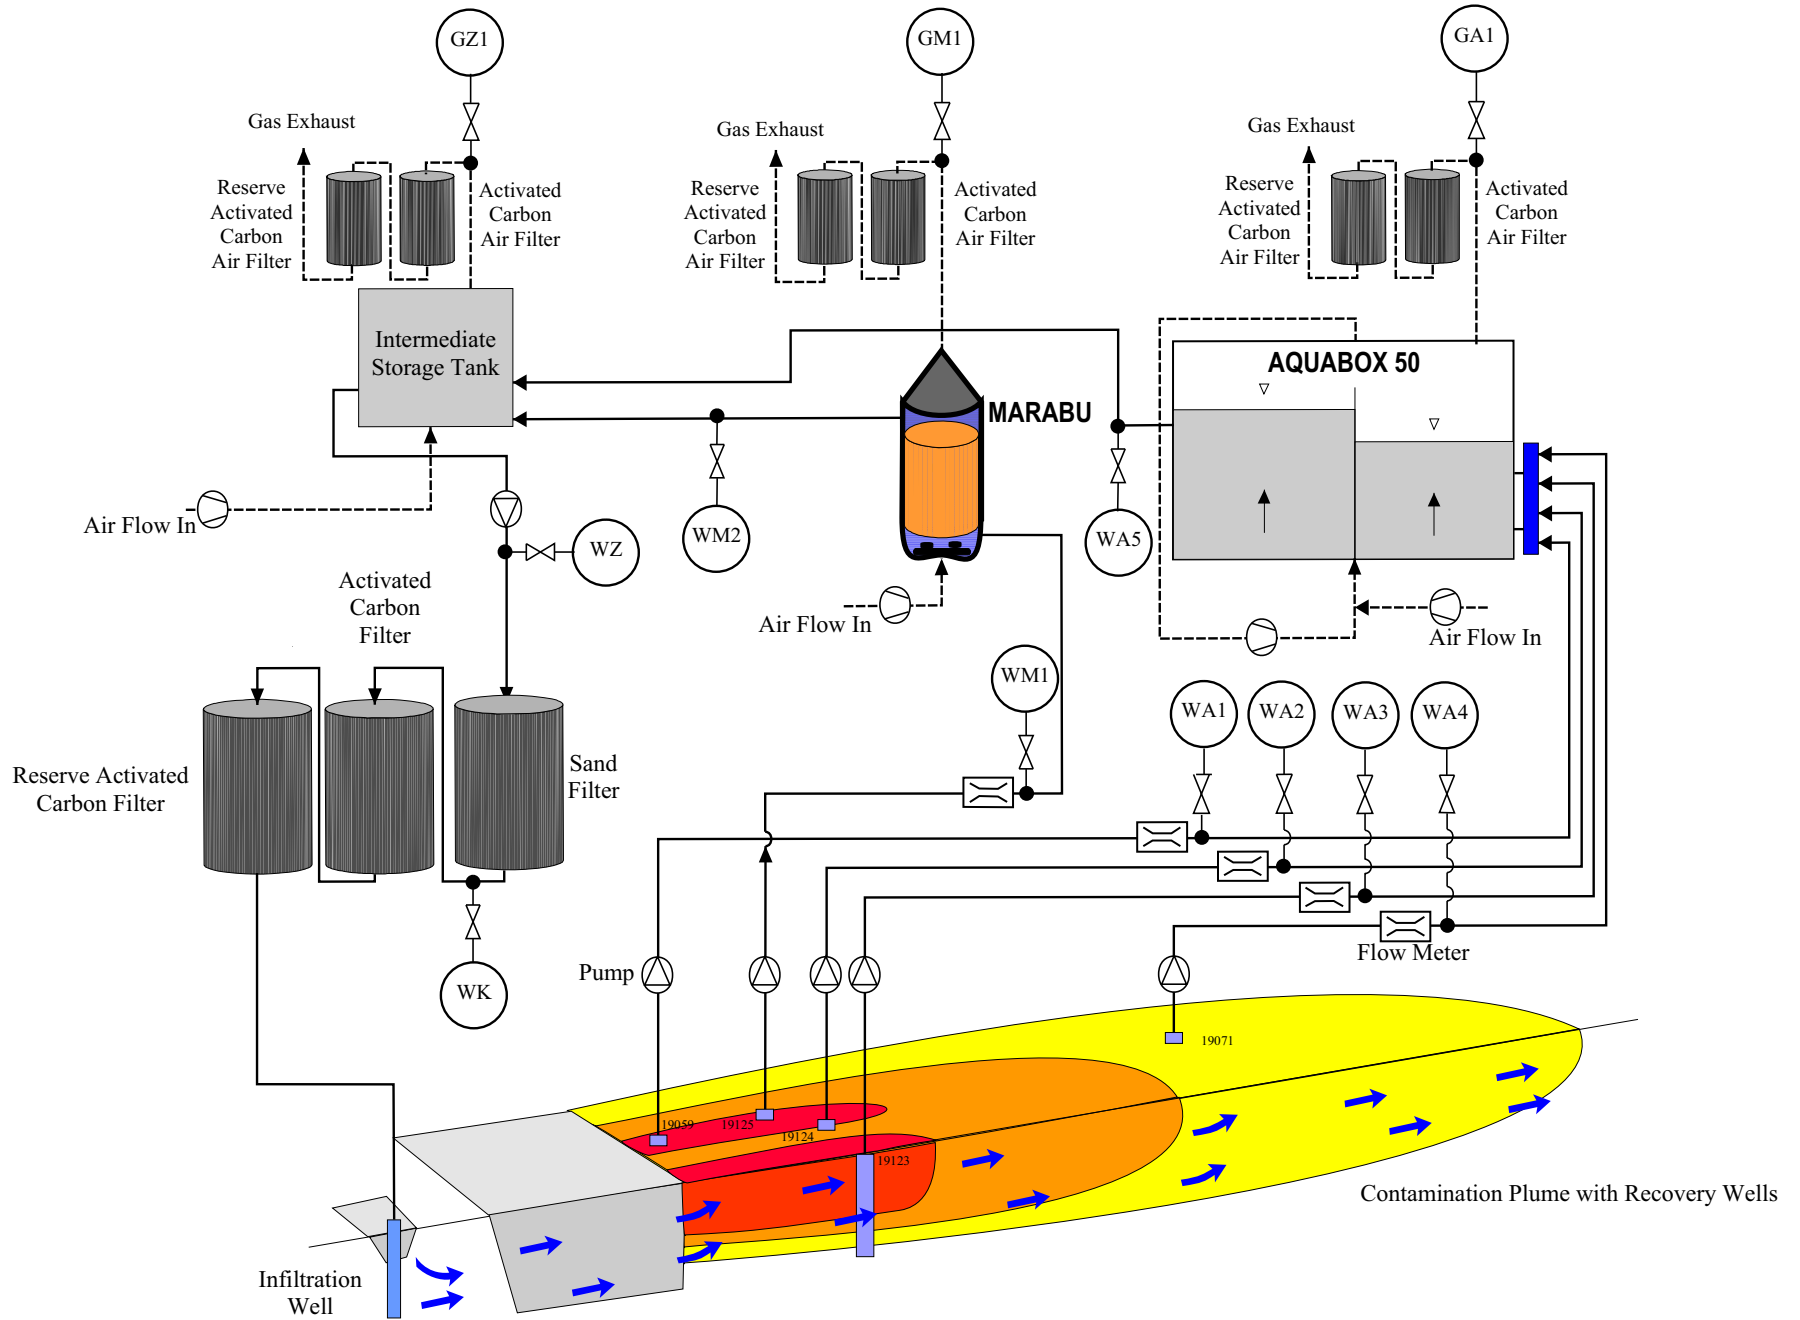 GZ1
GM1
GA1
Gas Exhaust
Gas Exhaust
Gas Exhaust
Reserve
Activated
Carbon
Air Filter
Activated
Carbon
Air Filter
Reserve
Activated
Carbon
Air Filter
Activated
Carbon
Air Filter
Reserve
Activated
Carbon
Air Filter
Activated
Carbon
Air Filter
Intermediate
Storage Tank
AQUABOX 50
MARABU
Air Flow In
WZ
WM2
WA5
Air Flow In
Air Flow In
Activated
Carbon
Filter
WM1
WA1
WA2
WA3
WA4
Reserve Activated
Carbon Filter
Sand
Filter
Flow Meter
Pump
WK
19071
19059
19125
19124
19123
Contamination Plume with Recovery Wells
Infiltration
Well